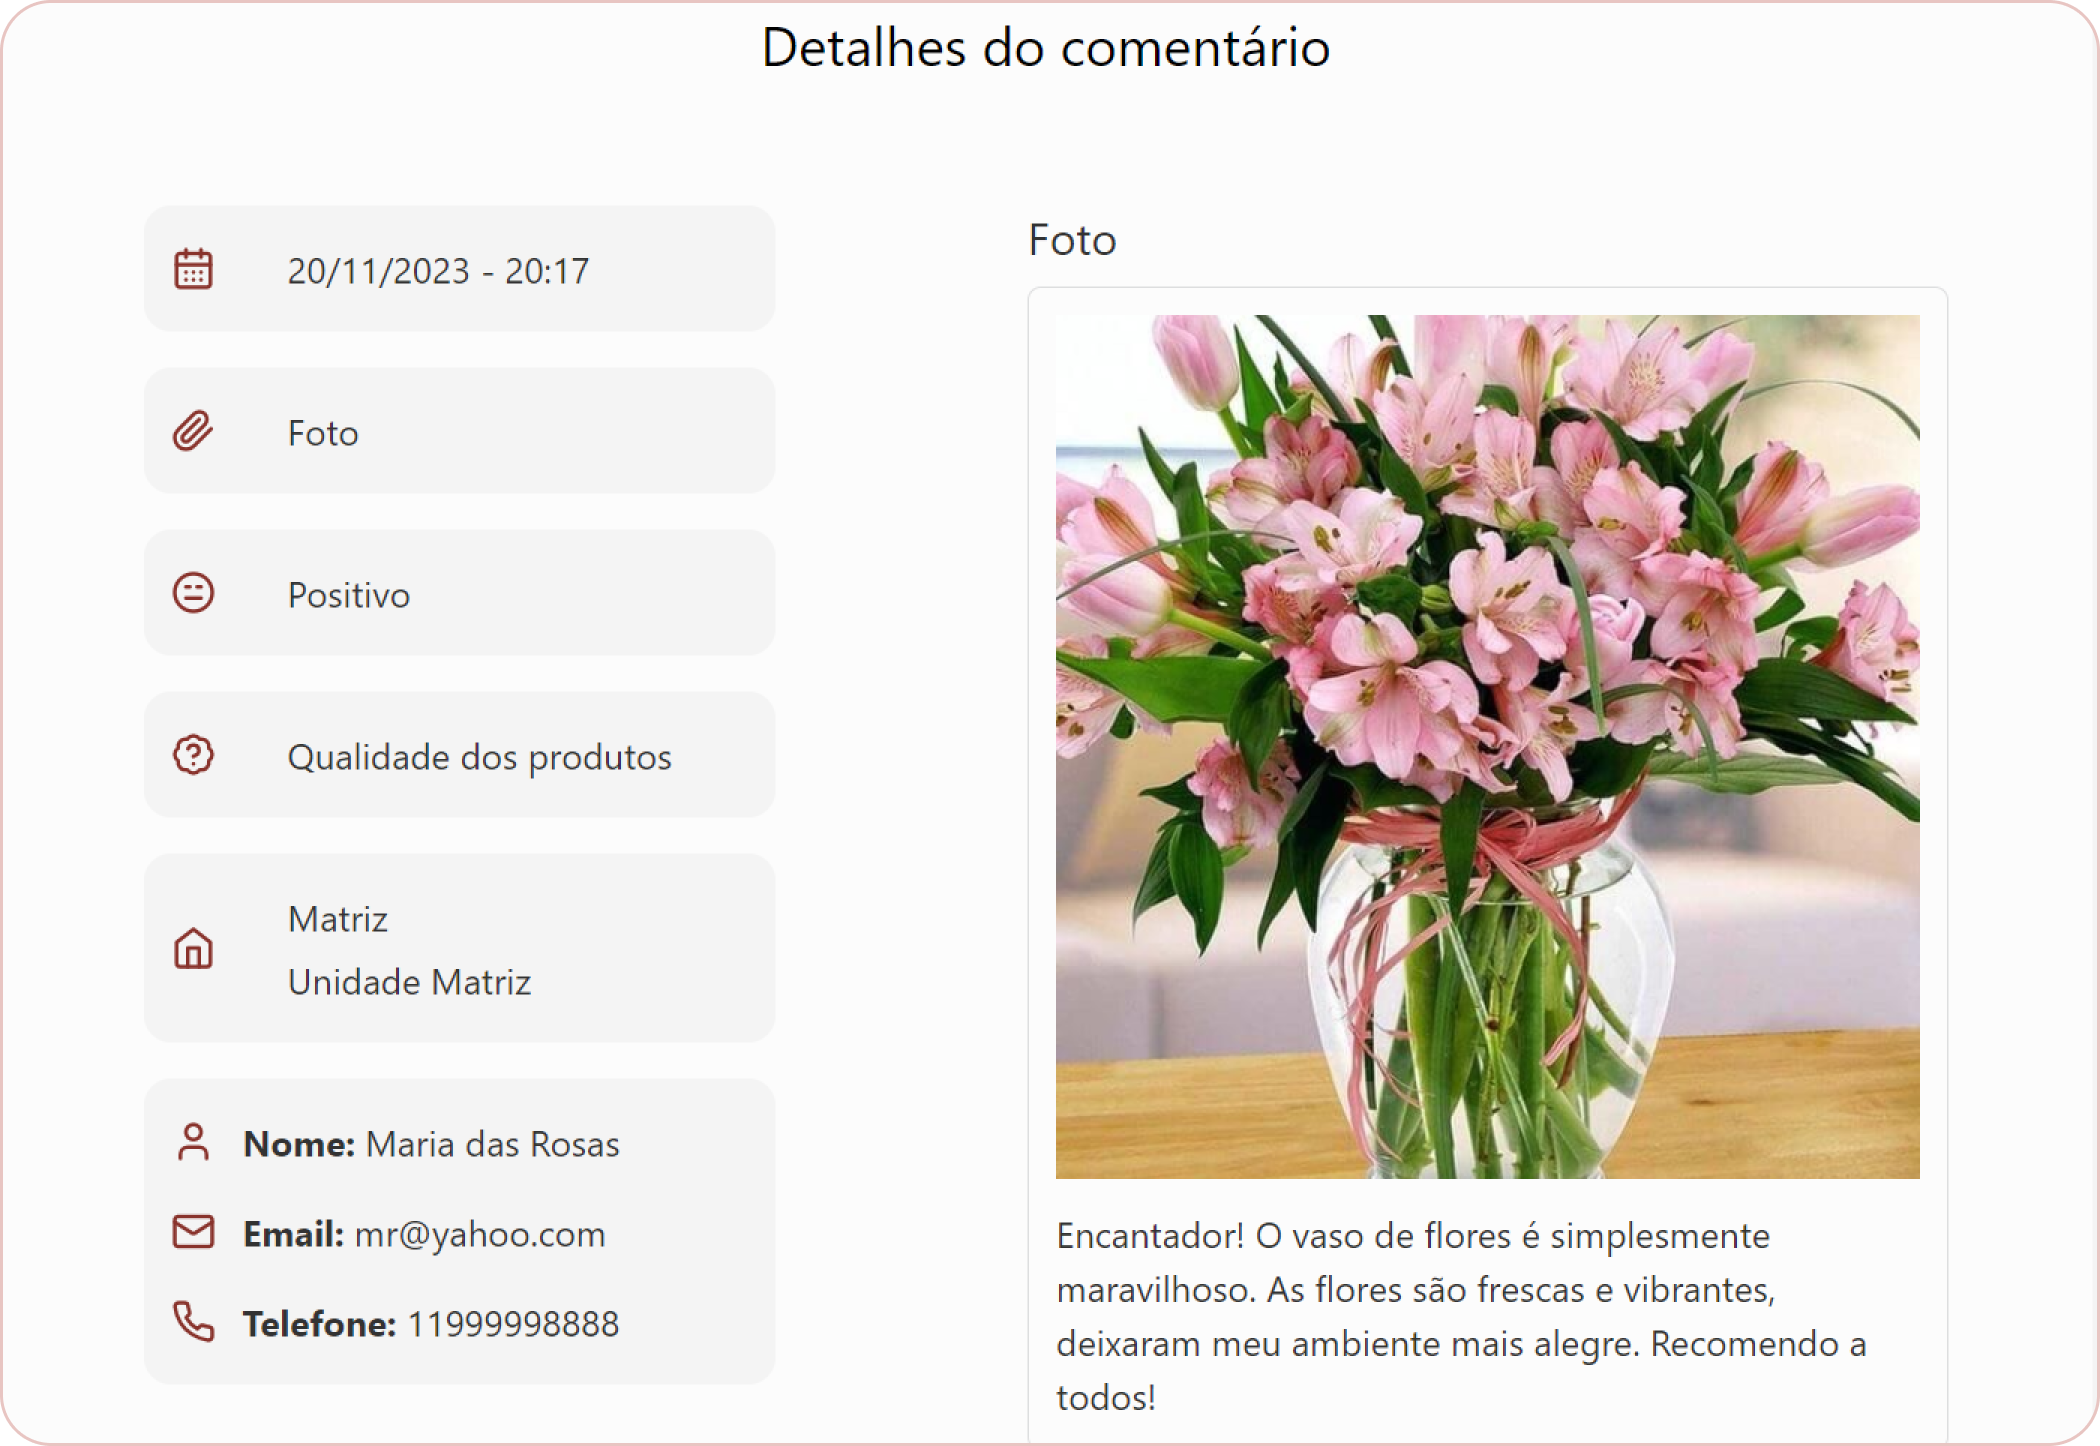 Detalhes do comentário
20/11/2023 - 20:17
Foto
Positivo
Qualidade dos produtos
Matriz
Unidade Matriz
Nome: Maria das Rosas
Email: mr@yahoo.com
Telefone: 11999998888
Foto
Encantador! O vaso de flores é simplesmente
maravilhoso. As flores são frescas e vibrantes,
deixaram meu ambiente mais alegre. Recomendo a
todos!